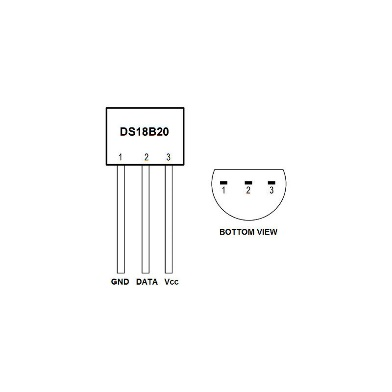 DS18B20
1 2 3
GND DATA Vcc
1 2 3
BOTTOM VIEW